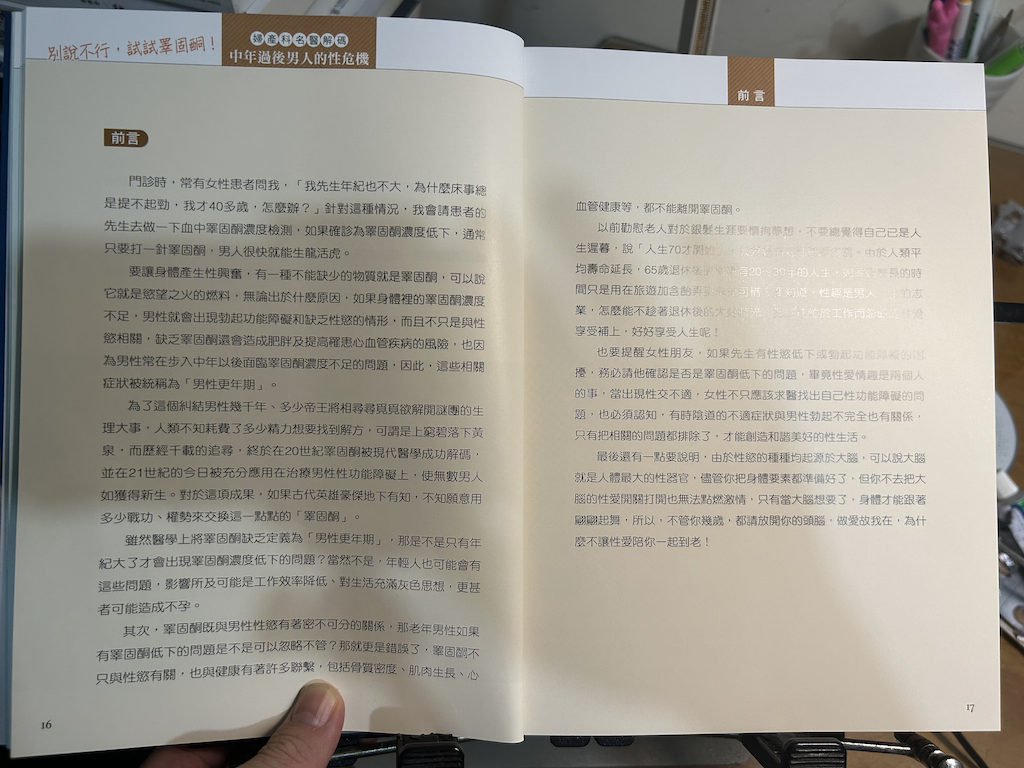 別說不行，試試睪固酮！
婦產科名醫解碼
中年過後男人的性危機
前言
門診時，常有女性患者問我，「我先生年紀也不大，為什麼床事總
是提不起勁，我才40多歲，怎麼辦？」針對這種情況，我會請患者的
先生去做一下血中睪固酮濃度檢測，如果確診為睪固酮濃度低下，通常
只要打一針睪固酮，男人很快就能生龍活虎。
要讓身體產生性興奮，有一種不能缺少的物質就是睪固酮，可以說
它就是慾望之火的燃料，無論出於什麼原因，如果身體裡的睪固酮濃度
不足，男性就會出現勃起功能障礙和缺乏性慾的情形，而且不只是與性
慾相關，缺乏睪固酮還會造成肥胖及提高罹患心血管疾病的風險，也因
為男性常在步入中年以後面臨睪固酮濃度不足的問題，因此，這些相關
症狀被統稱為「男性更年期」。
為了這個糾結男性幾千年、多少帝王將相尋尋覓覓欲解開謎團的生
理大事，人類不知耗費了多少精力想要找到解方，可謂是上窮碧落下黃
泉，而歷經千載的追尋，終於在20世紀睪固酮被現代醫學成功解碼，
並在21世紀的今日被充分應用在治療男性性功能障礙上，使無數男人
如獲得新生。對於這項成果，如果古代英雄豪傑地下有知，不知願意用
多少戰功、權勢來交換這一點點的「睪固酮」。
雖然醫學上將睪固酮缺乏定義為「男性更年期」，那是不是只有年
紀大了才會出現睪固酮濃度低下的問題？當然不是，年輕人也可能會有
這些問題，影響所及可能是工作效率降低、對生活充滿灰色思想，更甚
者可能造成不孕。
其次，睪固酮既與男性性慾有著密不可分的關係，那老年男性如果
有睪固酮低下的問題是不是可以忽略不管？那就更是錯誤了，睪固酮不
只與性慾有關，也與健康有著許多聯繫，包括骨質密度、肌肉生長、心
16
前言
血管健康等，都不能離開睪固酮。
以前勸慰老人對於銀髮生涯要懷抱夢想，不要總覺得自己已是人
生遲暮，說「人生70才開始」，由於人類平
均壽命延長，65歲退休後還有20~30年的人生，長的時
間只是用在旅遊加含飴弄孫，性趣是男人志
業，怎麼能不趁著退休後的大好時光，工作而
享受補上，好好享受人生呢！
也要提醒女性朋友，如果先生有性慾低下或勃起功能障礙的困
擾，務必請他確認是否是睪固酮低下的問題，畢竟性愛情趣是兩個人
的事，當出現性交不適，女性不只應該求醫找出自己性功能障礙的問
題，也必須認知，有時陰道的不適症狀與男性勃起不完全也有關係，
只有把相關的問題都排除了，才能創造和諧美好的性生活。
最後還有一點要說明，由於性慾的種種均起源於大腦，可以說大腦
就是人體最大的性器官，儘管你把身體要素都準備好了，但你不去把大
腦的性愛開關打開也無法點燃激情，只有當大腦想要了，身體才能跟著
翩翩起舞，所以，不管你幾歲，都請放開你的頭腦，做愛故我在，為什
麼不讓性愛陪你一起到老！
17